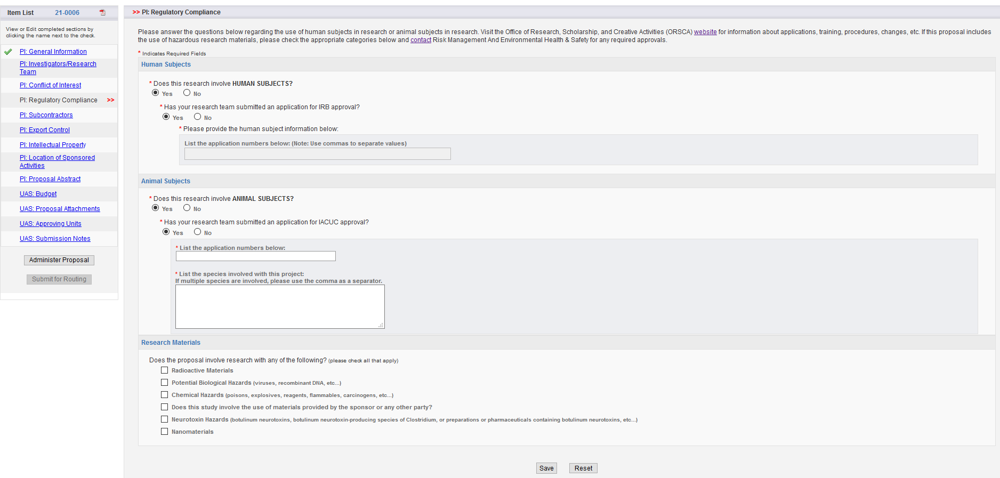 Item List 21-0006
View or Edit completed sections by
clicking the name next to the check.
PI: General Information
PI: Investigators/Research
Team
PI: Conflict of Interest
PI: Regulatory Compliance >>
PI: Subcontractors
PI: Export Control
PI: Intellectual Property
PI: Location of Sponsored
Activities
PI: Proposal Abstract
UAS: Budget
UAS: Proposal Attachments
UAS: Approving Units
UAS: Submission Notes
Administer Proposal
Submit for Routing
>> PI: Regulatory Compliance
Please answer the questions below regarding the use of human subjects in research or animal subjects in research. Visit the Office of Research, Scholarship, and Creative Activities (ORSCA) website for information about applications, training, procedures, changes, etc. If this proposal includes
the use of hazardous research materials, please check the appropriate categories below and contact Risk Management And Environmental Health & Safety for any required approvals.
* Indicates Required Fields
Human Subjects
* Does this research involve HUMAN SUBJECTS?
Yes No
* Has your research team submitted an application for IRB approval?
Yes No
* Please provide the human subject information below:
List the application numbers below: (Note: Use commas to separate values)
Animal Subjects
* Does this research involve ANIMAL SUBJECTS?
Yes No
* Has your research team submitted an application for IACUC approval?
Yes No
* List the application numbers below:
* List the species involved with this project:
If multiple species are involved, please use the comma as a separator.
Research Materials
Does the proposal involve research with any of the following? (please check all that apply)
Radioactive Materials
Potential Biological Hazards (viruses, recombinant DNA, etc...)
Chemical Hazards (poisons, explosives, reagents, flammables, carcinogens, etc...)
Does this study involve the use of materials provided by the sponsor or any other party?
Neurotoxin Hazards (botulinum neurotoxins, botulinum neurotoxin-producing species of Clostridium, or preparations or pharmaceuticals containing botulinum neurotoxins, etc...)
Nanomaterials
Save Reset